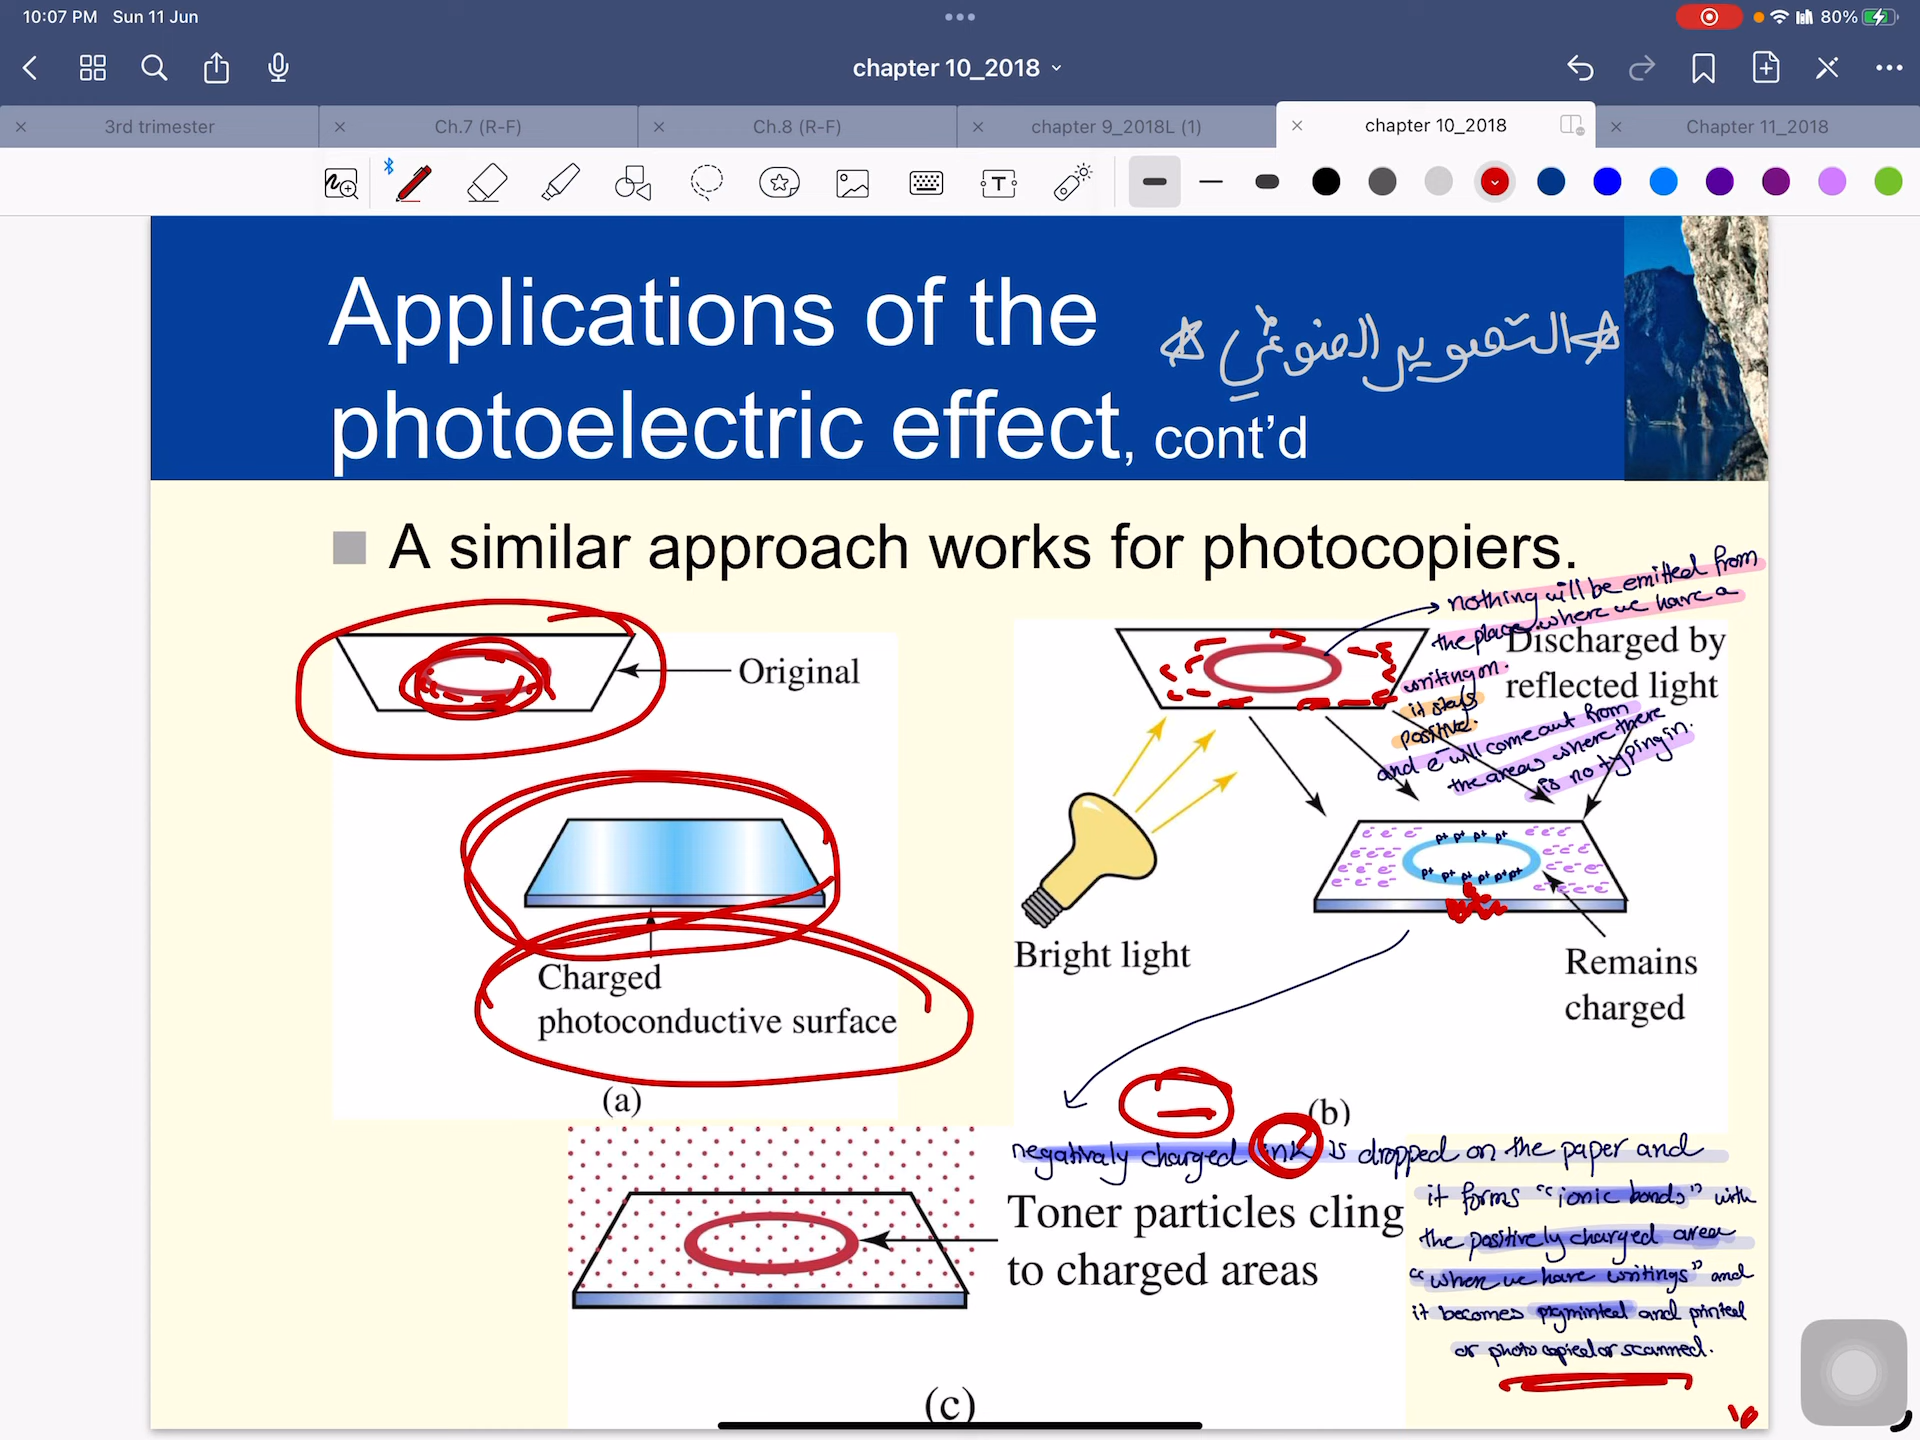 10:07 PM Sun 11 Jun
80%
chapter 10_2018
3rd trimester
Ch.7 (R-F)
Ch.8 (R-F)
chapter 9_2018L (1)
chapter 10_2018
Chapter 11_2018
Applications of the
photoelectric effect, cont’d
التصوير الضوئي
A similar approach works for photocopiers.
Original
Charged
photoconductive surface
(a)
nothing will be emitted from
the place where we have a
writing on.
it stays
positive.
and e⁻ will come out from
the areas where there
is no typing in.
Discharged by
reflected light
e⁻ e⁻ e⁻
p+ p+ p+ p+
e⁻ e⁻ e⁻
e⁻ e⁻ e⁻
e⁻ e⁻ e⁻
p+ p+ p+ p+ p+
Bright light
Remains
charged
(b)
negativaly charged ink is dropped on the paper and
it forms “ionic bonds” with
the positively charged area
“when we have writings” and
it becomes pigminted and printed
or photo copied or scanned.
Toner particles cling
to charged areas
(c)